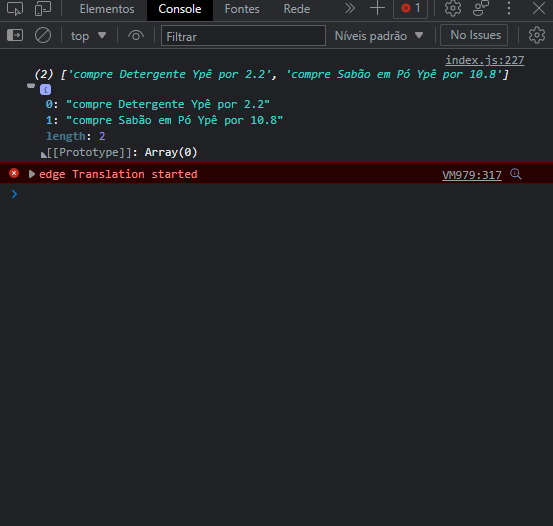 Elementos Console Fontes Rede 1
top Filtrar Níveis padrão No Issues
index.js:227
(2) ['compre Detergente Ypê por 2.2', 'compre Sabão em Pó Ypê por 10.8']
i
0: "compre Detergente Ypê por 2.2"
1: "compre Sabão em Pó Ypê por 10.8"
length: 2
[[Prototype]]: Array(0)
edge Translation started VM979:317